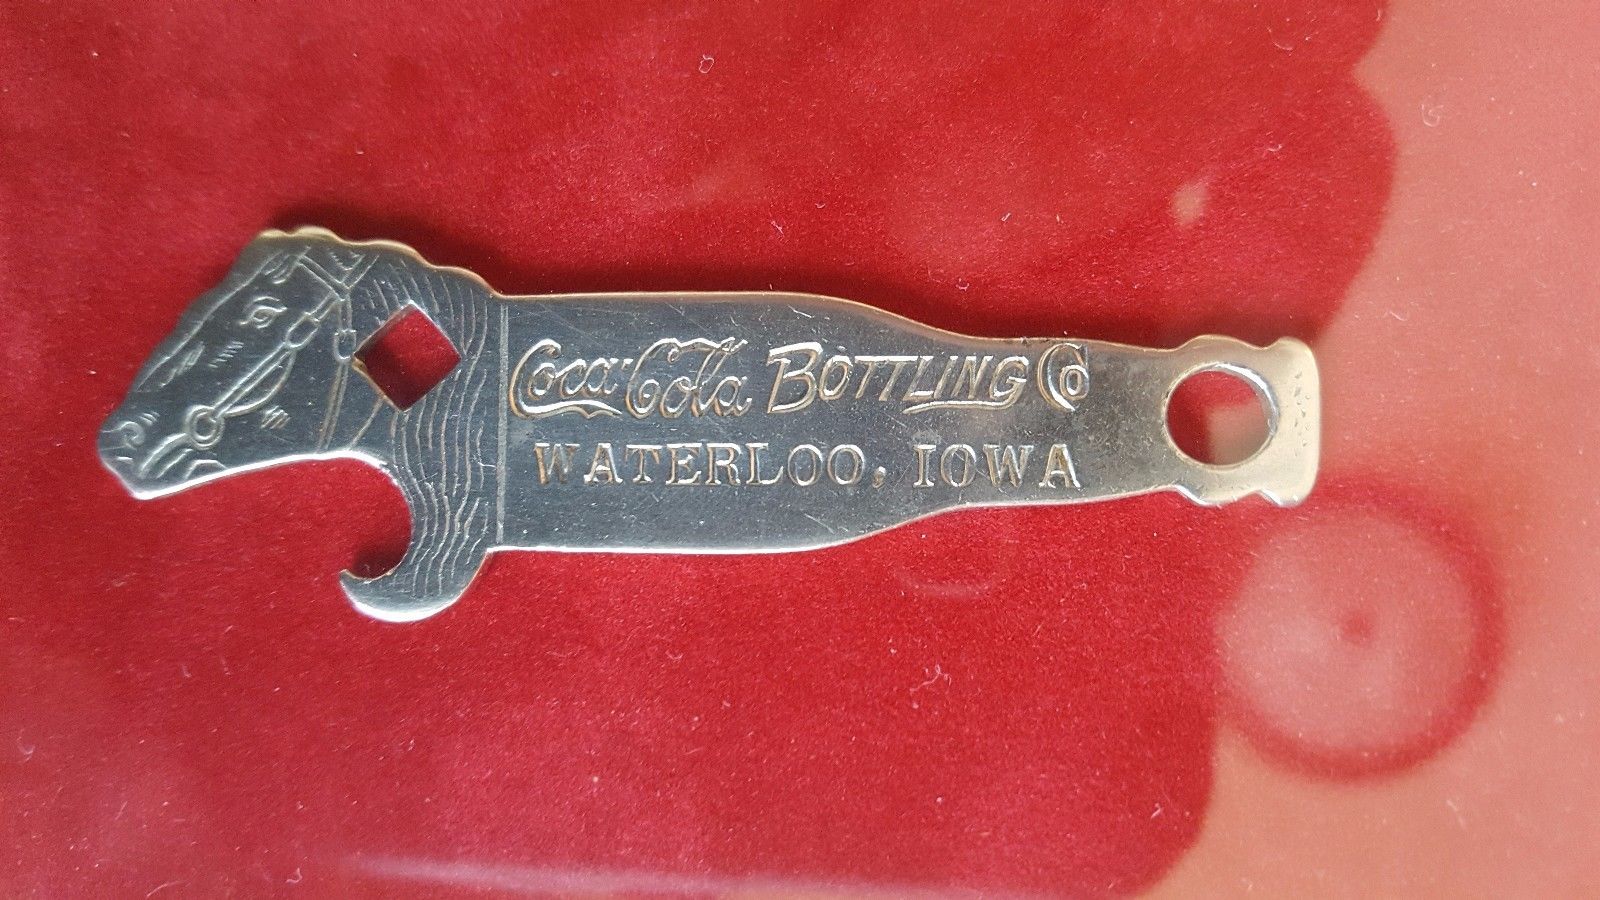 Coca-Cola BOTTLING Co
WATERLOO, IOWA